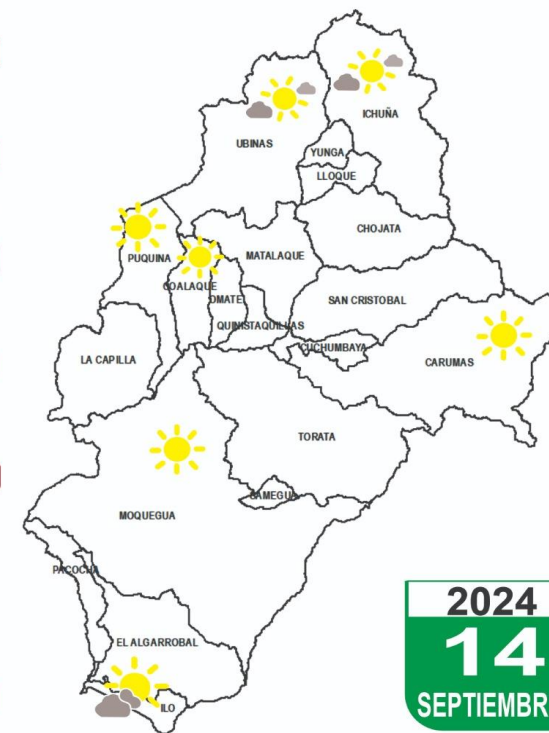 ICHUÑA
UBINAS
YUNGA
LLOQUE
CHOJATA
PUQUINA
MATALAQUE
COALAQUE
OMATE
SAN CRISTOBAL
QUINISTAQUILLAS
CUCHUMBAYA
LA CAPILLA
CARUMAS
TORATA
SAMEGUA
MOQUEGUA
PACOCHA
EL ALGARROBAL
ILO
2024
14
SEPTIEMBR